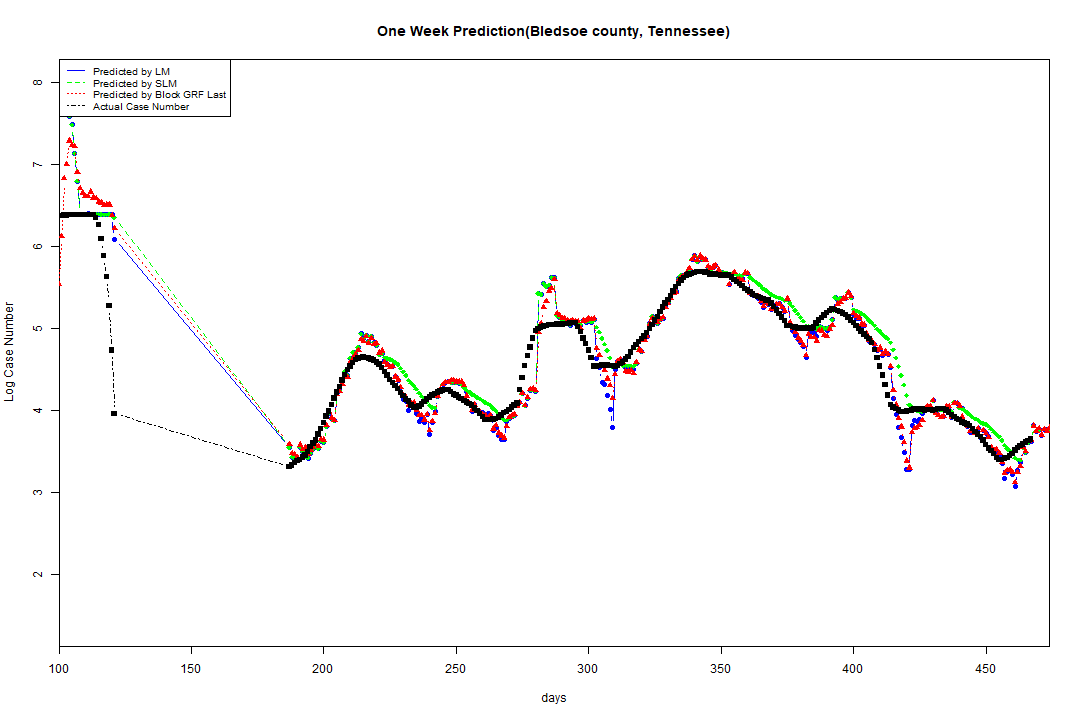 One Week Prediction(Bledsoe county, Tennessee)
Predicted by LM
Predicted by SLM
Predicted by Block GRF Last
Actual Case Number
8
7
6
5
4
3
2
Log Case Number
100 150 200 250 300 350 400 450
days